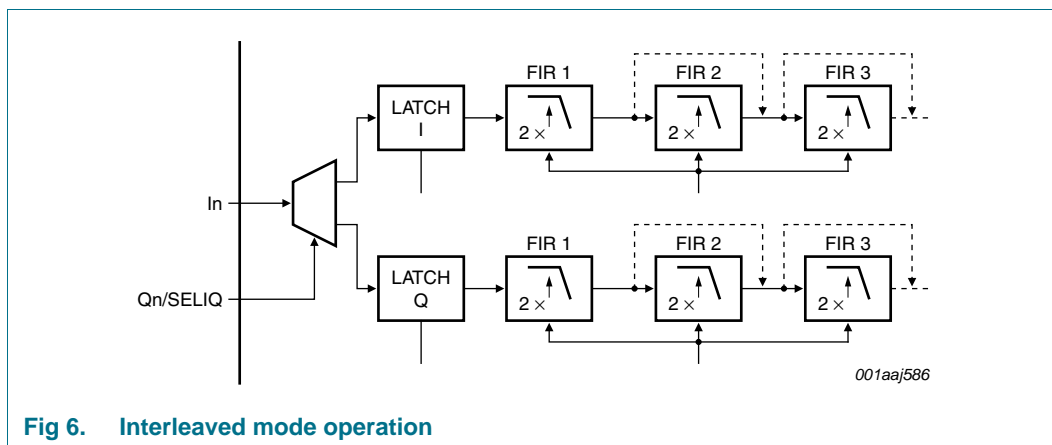 FIR 1
FIR 2
FIR 3
LATCH
I
2 ×
2 ×
2 ×
In
FIR 1
FIR 2
FIR 3
LATCH
Q
Qn/SELIQ
2 ×
2 ×
2 ×
001aaj586
Fig 6. Interleaved mode operation